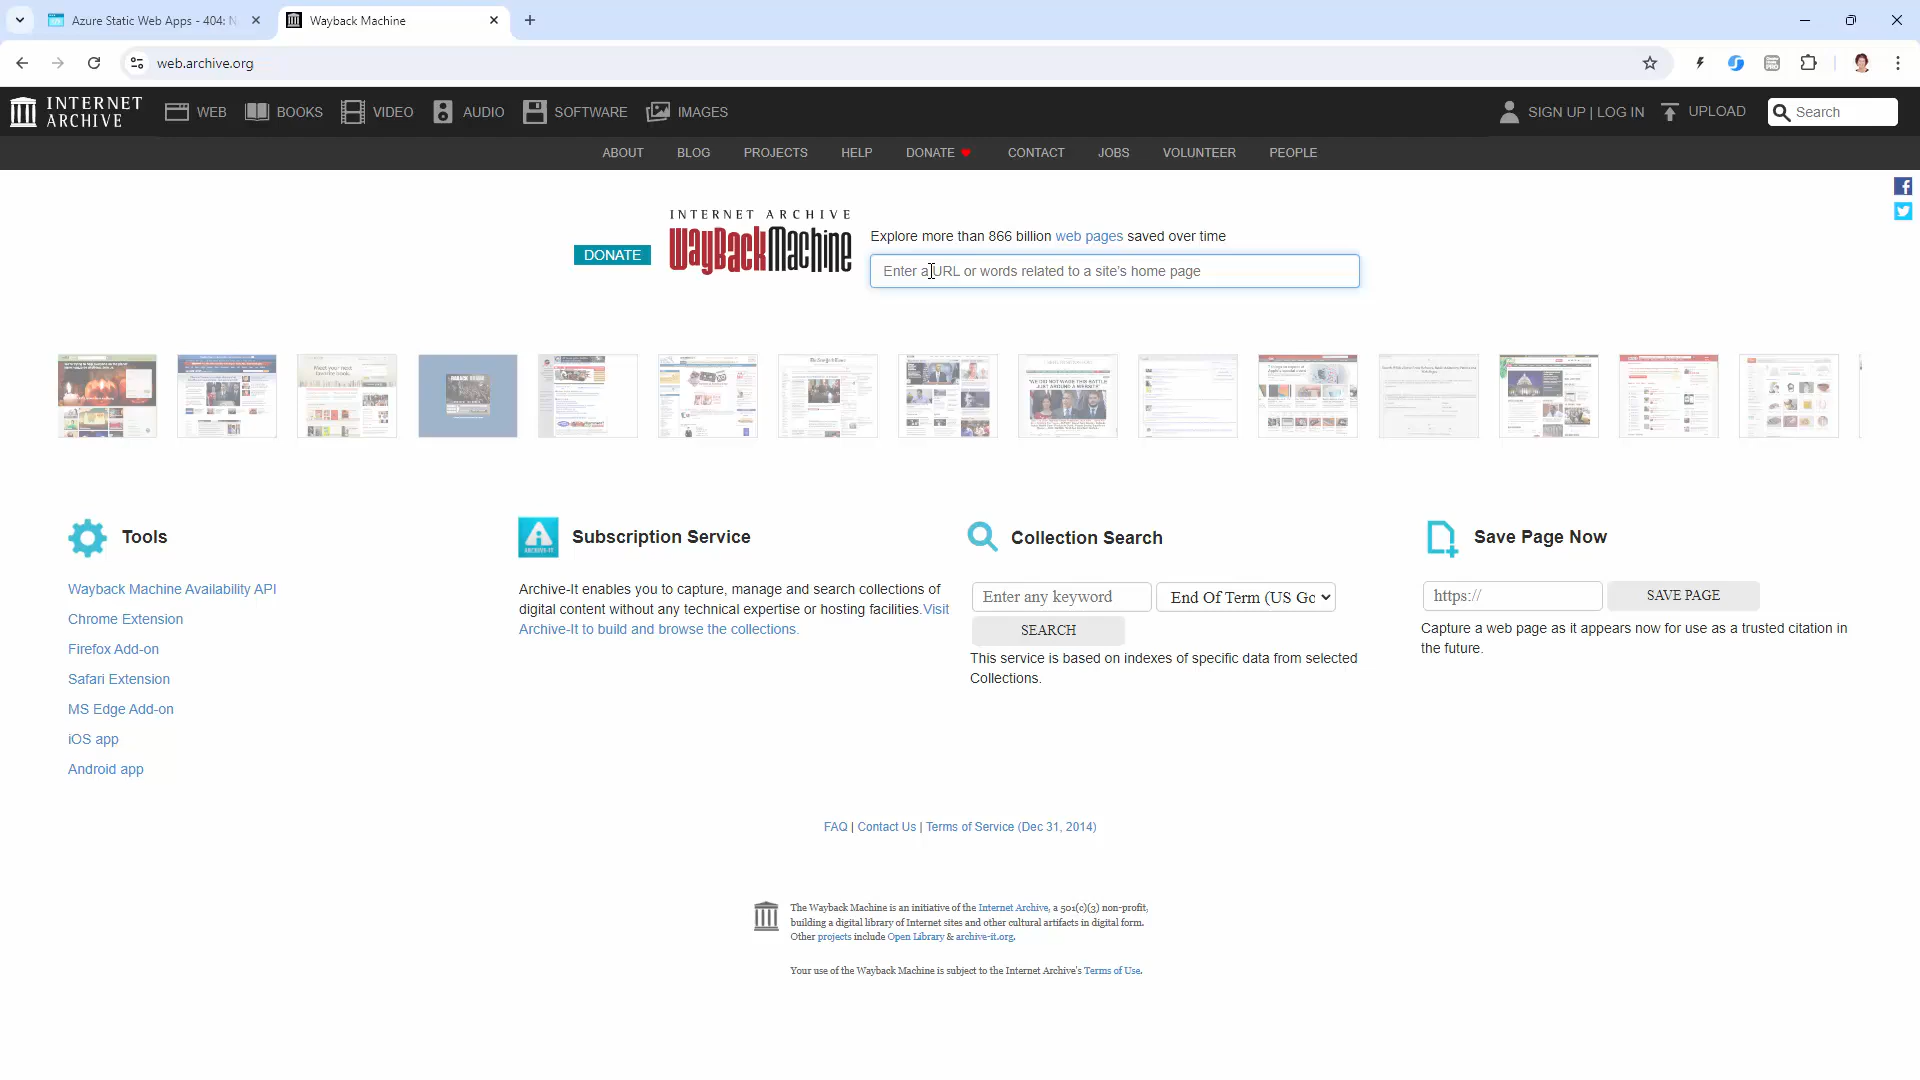 Azure Static Web Apps - 404: N
Wayback Machine
web.archive.org
INTERNET ARCHIVE
WEB
BOOKS
VIDEO
AUDIO
SOFTWARE
IMAGES
SIGN UP | LOG IN
UPLOAD
Search
ABOUT
BLOG
PROJECTS
HELP
DONATE
CONTACT
JOBS
VOLUNTEER
PEOPLE
DONATE
INTERNET ARCHIVE
WayBackMachine
Explore more than 866 billion web pages saved over time
Enter a URL or words related to a site's home page
Tools
Wayback Machine Availability API
Chrome Extension
Firefox Add-on
Safari Extension
MS Edge Add-on
iOS app
Android app
Subscription Service
ARCHIVE-IT
Archive-It enables you to capture, manage and search collections of
digital content without any technical expertise or hosting facilities.Visit
Archive-It to build and browse the collections.
Collection Search
Enter any keyword
End Of Term (US Gc
SEARCH
This service is based on indexes of specific data from selected
Collections.
Save Page Now
https://
SAVE PAGE
Capture a web page as it appears now for use as a trusted citation in
the future.
FAQ | Contact Us | Terms of Service (Dec 31, 2014)
The Wayback Machine is an initiative of the Internet Archive, a 501(c)(3) non-profit,
building a digital library of Internet sites and other cultural artifacts in digital form.
Other projects include Open Library & archive-it.org.
Your use of the Wayback Machine is subject to the Internet Archive's Terms of Use.